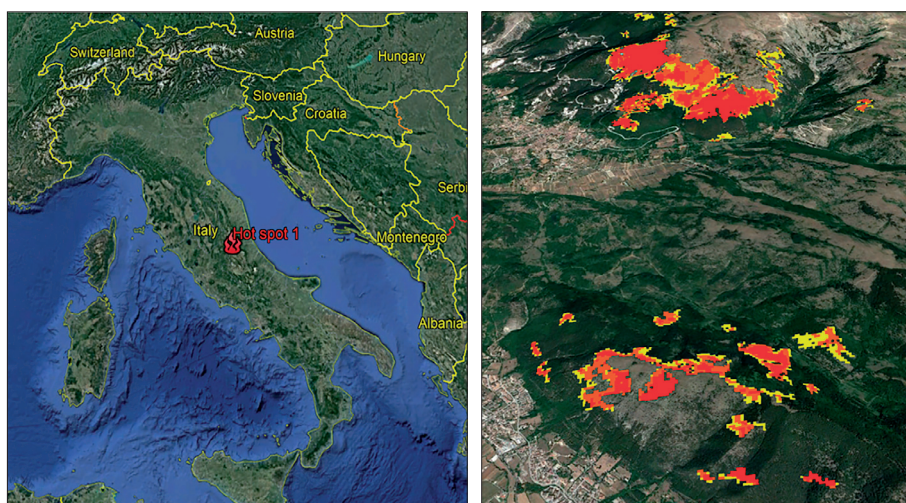 Austria
Switzerland
Hungary
Slovenia
Croatia
Serbi
Italy
Hot spot 1
Montenegro
Albania